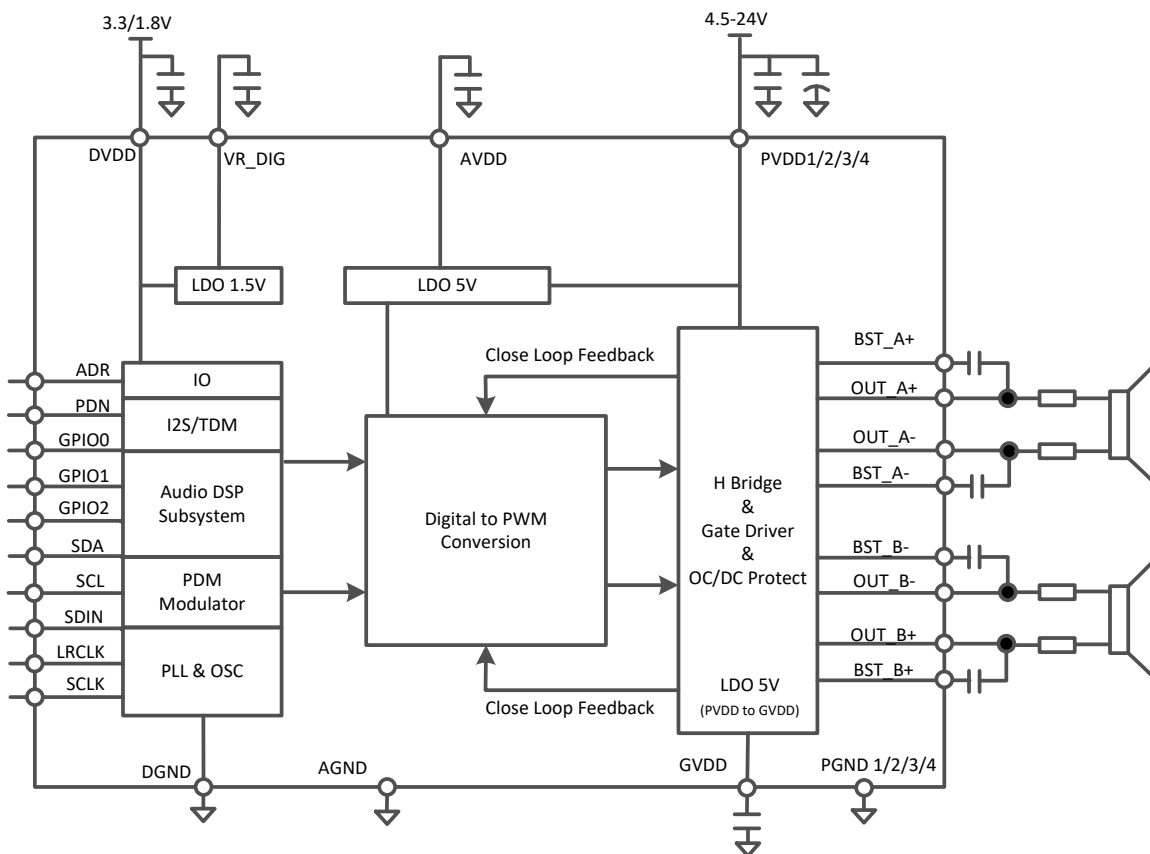 3.3/1.8V
4.5-24V
DVDD
VR_DIG
AVDD
PVDD1/2/3/4
LDO 1.5V
LDO 5V
ADR
PDN
GPIO0
GPIO1
GPIO2
SDA
SCL
SDIN
LRCLK
SCLK
IO
I2S/TDM
Audio DSP
Subsystem
PDM
Modulator
PLL & OSC
Close Loop Feedback
Digital to PWM
Conversion
Close Loop Feedback
H Bridge
&
Gate Driver
&
OC/DC Protect
LDO 5V
(PVDD to GVDD)
BST_A+
OUT_A+
OUT_A-
BST_A-
BST_B-
OUT_B-
OUT_B+
BST_B+
DGND
AGND
GVDD
PGND 1/2/3/4